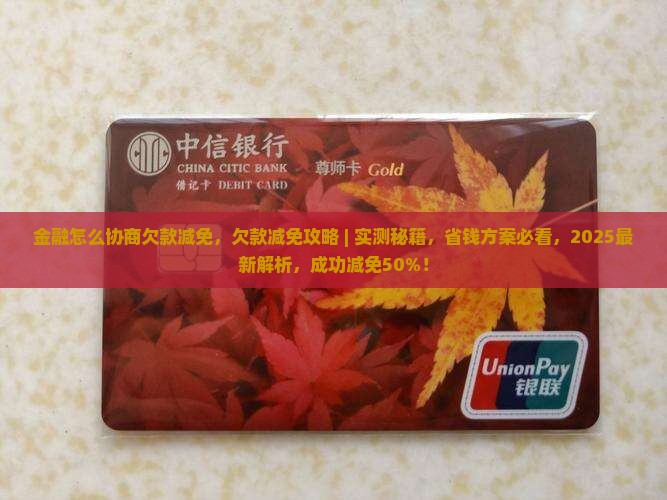 中信银行
CHINA CITIC BANK
借记卡 DEBIT CARD
尊师卡 Gold
金融怎么协商欠款减免，欠款减免攻略 | 实测秘籍，省钱方案必看，2025最
新解析，成功减免50%！
UnionPay
银联